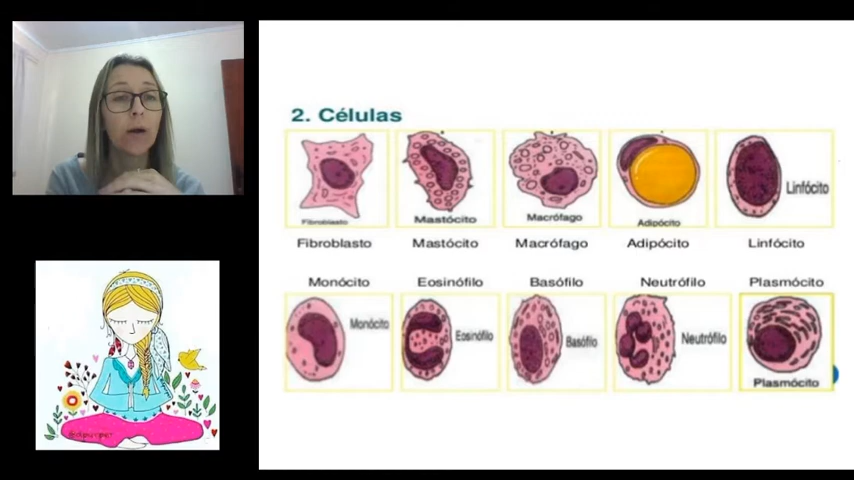 2. Células
Fibroblasto
Mastócito
Macrófago
Adipócito
Linfócito
Fibroblasto
Mastócito
Macrófago
Adipócito
Linfócito
Monócito
Eosinófilo
Basófilo
Neutrófilo
Plasmócito
Monócito
Eosinófilo
Basófilo
Neutrófilo
Plasmócito